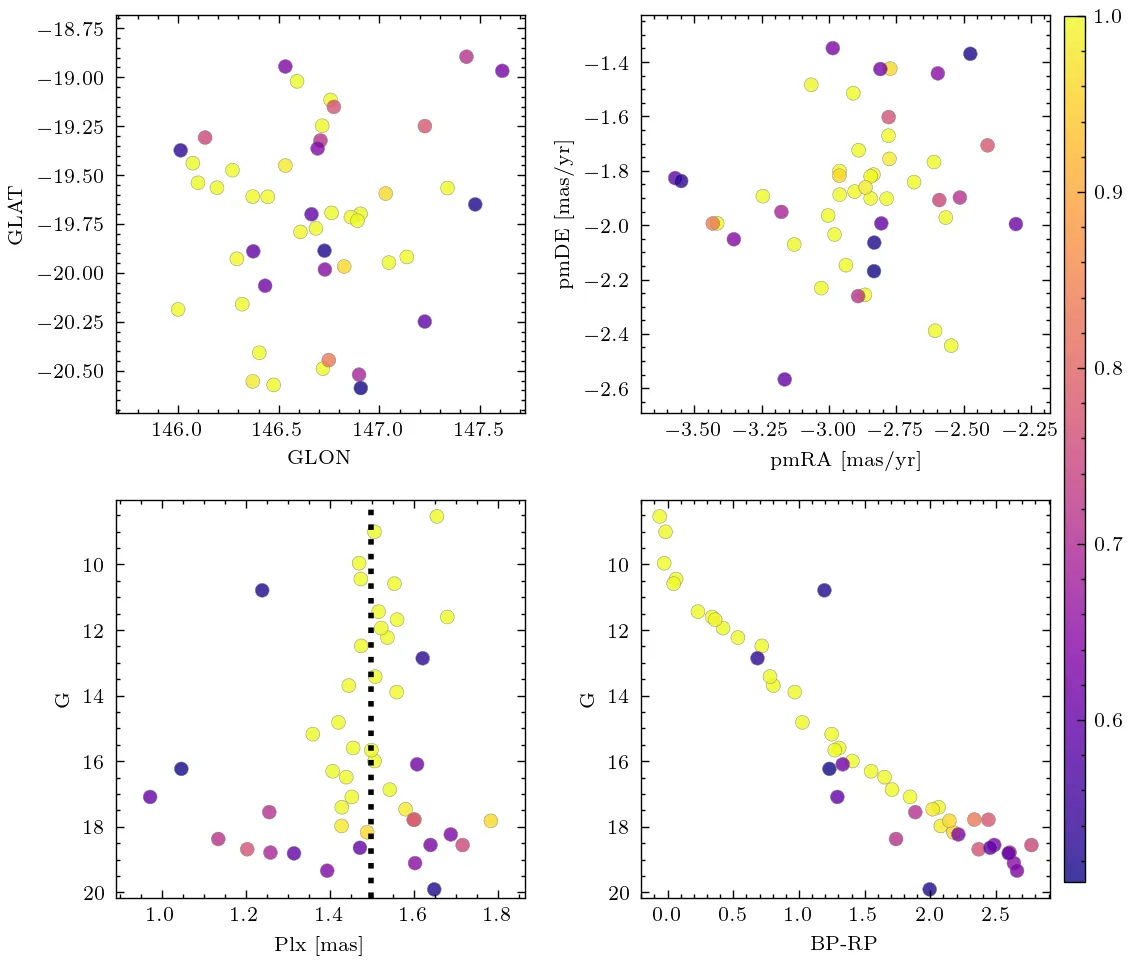 −18.75
−19.00
−19.25
−19.50
−19.75
−20.00
−20.25
−20.50
GLAT
146.0 146.5 147.0 147.5
GLON
−1.4
−1.6
−1.8
−2.0
−2.2
−2.4
−2.6
pmDE [mas/yr]
−3.50 −3.25 −3.00 −2.75 −2.50 −2.25
pmRA [mas/yr]
10
12
14
16
18
20
G
1.0 1.2 1.4 1.6 1.8
Plx [mas]
10
12
14
16
18
20
G
0.0 0.5 1.0 1.5 2.0 2.5
BP-RP
1.0
0.9
0.8
0.7
0.6